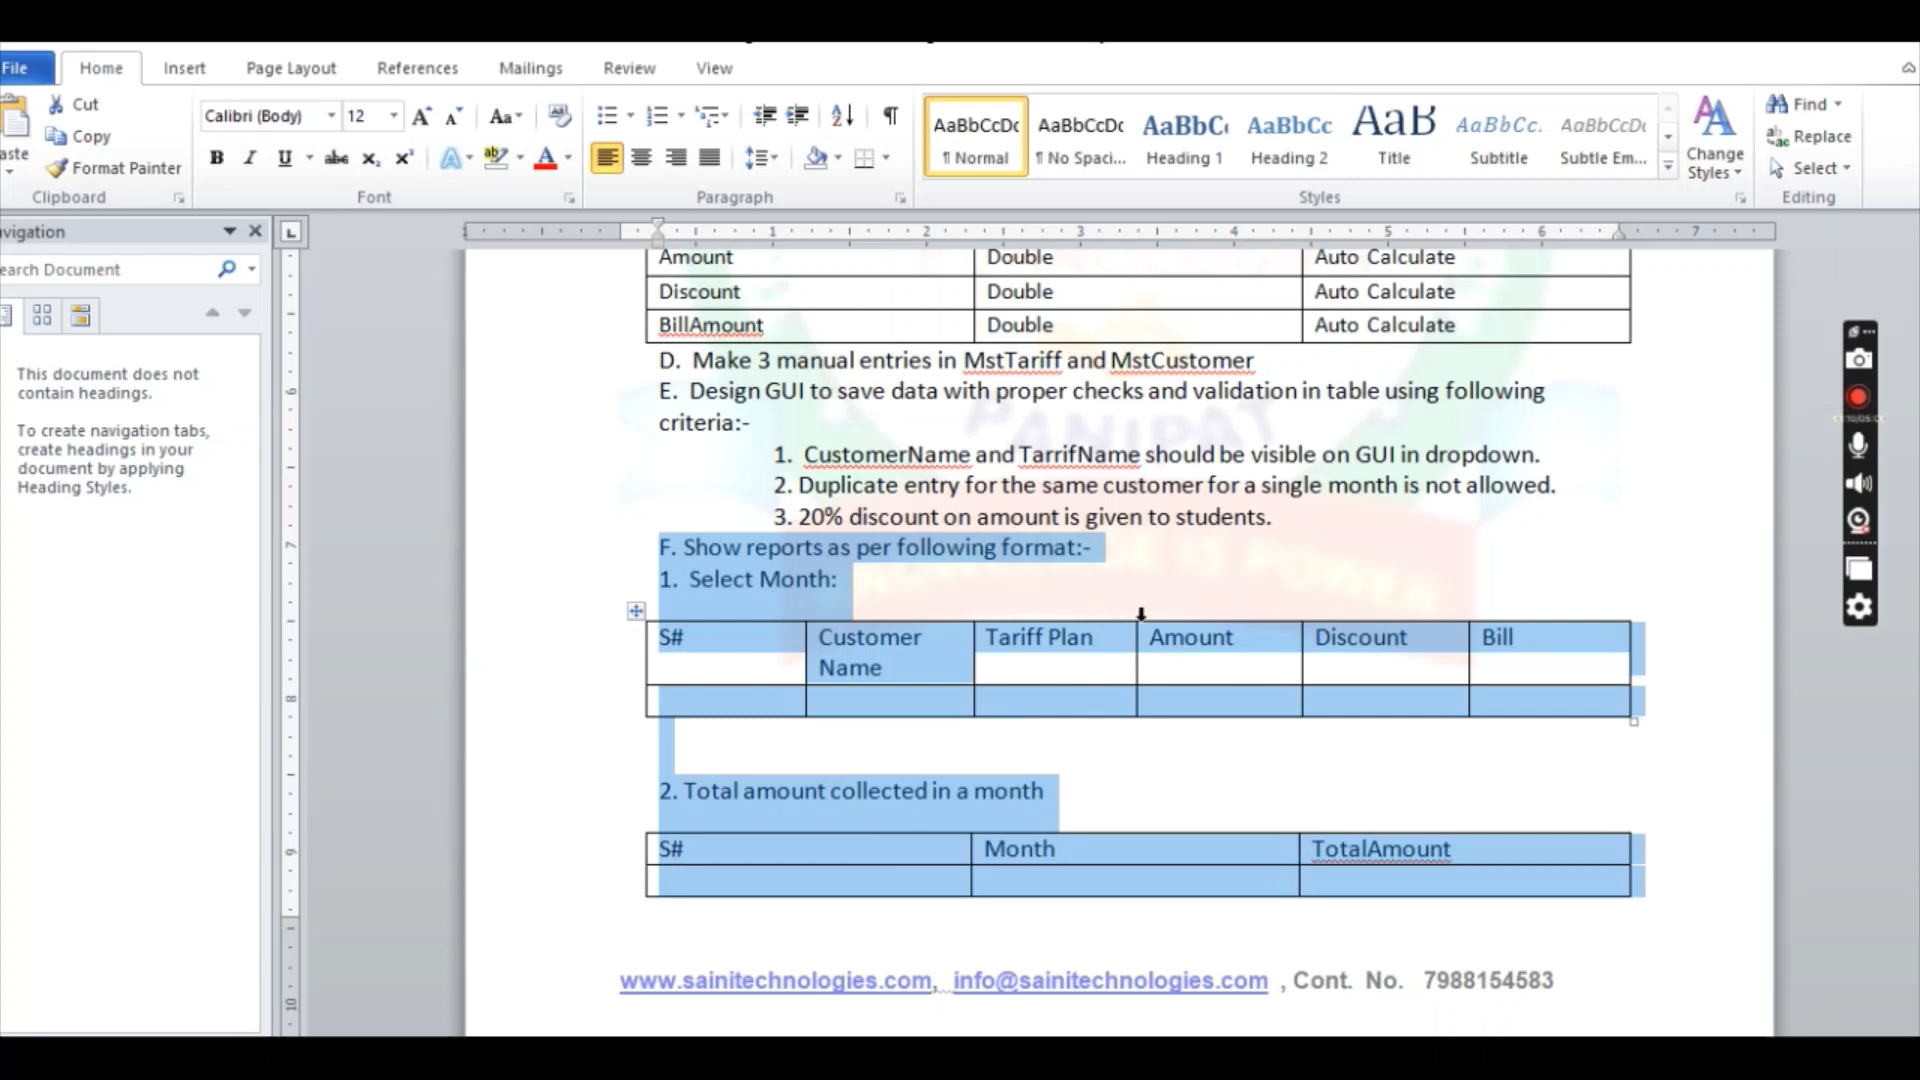 File Home Insert Page Layout References Mailings Review View
Cut
Copy
Format Painter
Clipboard
Calibri (Body) 12
Font
Paragraph
AaBbCcDc AaBbCcDc AaBbC AaBbCc AaB AaBbCc. AaBbCcDc
¶ Normal ¶ No Spaci... Heading 1 Heading 2 Title Subtitle Subtle Em...
Change
Styles
Styles
Find
Replace
Select
Editing
vigation
earch Document
This document does not
contain headings.
To create navigation tabs,
create headings in your
document by applying
Heading Styles.
Amount Double Auto Calculate
Discount Double Auto Calculate
BillAmount Double Auto Calculate
D. Make 3 manual entries in MstTariff and MstCustomer
E. Design GUI to save data with proper checks and validation in table using following
criteria:-
1. CustomerName and TarrifName should be visible on GUI in dropdown.
2. Duplicate entry for the same customer for a single month is not allowed.
3. 20% discount on amount is given to students.
F. Show reports as per following format:-
1. Select Month:
S# Customer Tariff Plan Amount Discount Bill
Name
2. Total amount collected in a month
S# Month TotalAmount
www.sainitechnologies.com, info@sainitechnologies.com , Cont. No. 7988154583